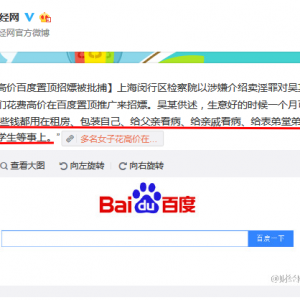 经网
网官方微博
高价百度置顶招嫖被批捕】上海闵行区检察院以涉嫌介绍卖淫罪对吴某
们花费高价在百度置顶推广来招嫖。吴某供述，生意好的时候一个月可
些钱都用在租房、包装自己、给父亲看病、给亲戚看病、给表弟堂弟
学生等事上。” 多名女子花高价在...
查看大图 向左旋转 向右旋转
Bai du 百度
百度一下